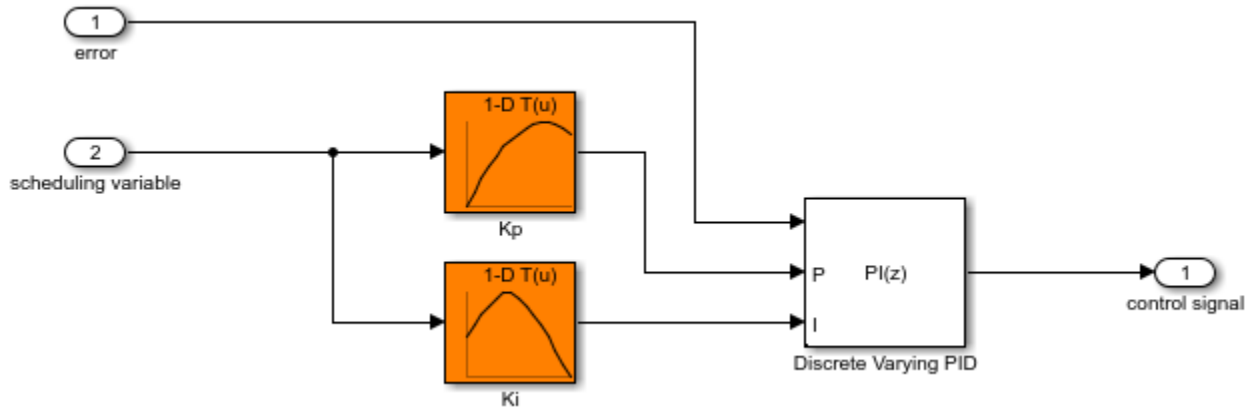 1
error
1-D T(u)
2
scheduling variable
Kp
1-D T(u)
Ki
P
PI(z)
I
Discrete Varying PID
1
control signal